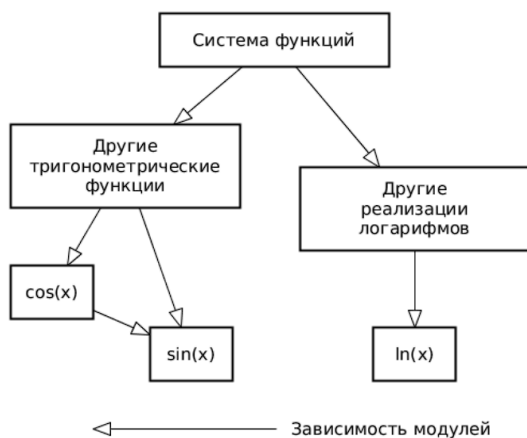 Система функций
Другие
тригонометрические
функции
Другие
реализации
логарифмов
cos(x)
sin(x)
ln(x)
Зависимость модулей